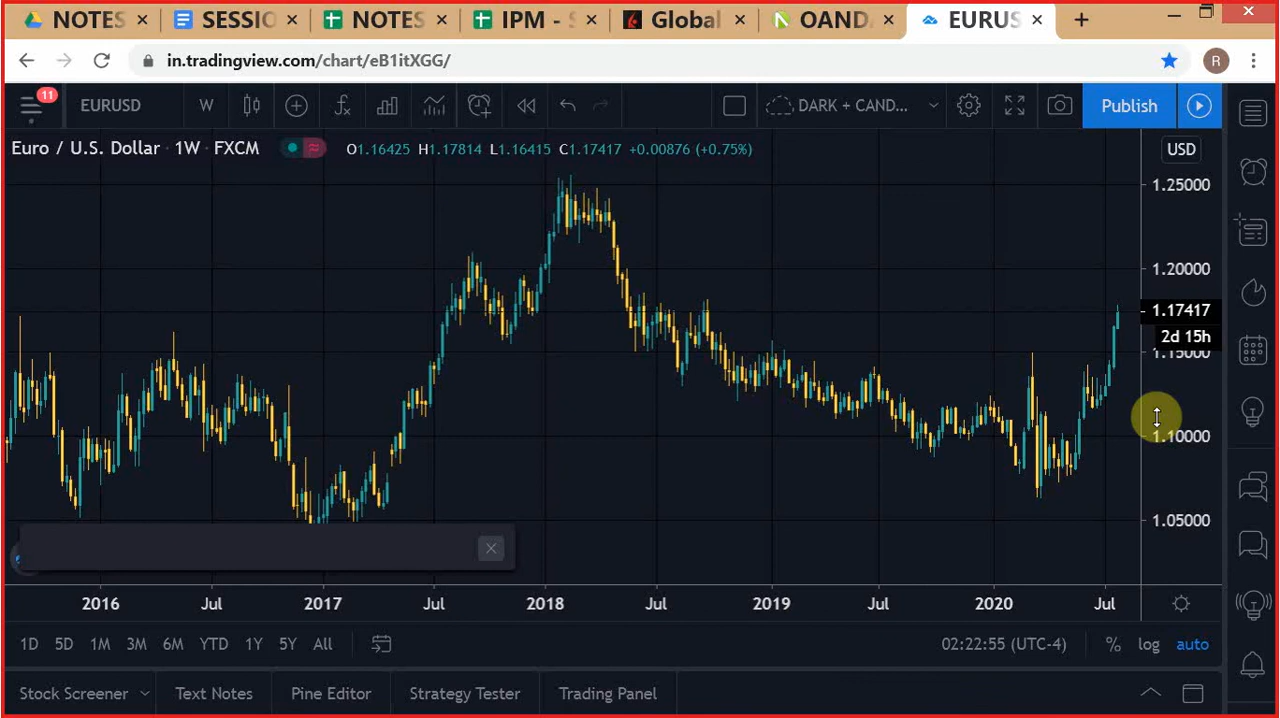 NOTES × SESSIO × NOTES × IPM - S × Global × OAND × EURUS × +
in.tradingview.com/chart/eB1itXGG/ R
11 EURUSD W DARK + CAND... Publish
Euro / U.S. Dollar · 1W · FXCM O1.16425 H1.17814 L1.16415 C1.17417 +0.00876 (+0.75%) USD
1.25000
1.20000
1.17417
2d 15h
1.15000
1.10000
1.05000
2016 Jul 2017 Jul 2018 Jul 2019 Jul 2020 Jul
1D 5D 1M 3M 6M YTD 1Y 5Y All 02:22:55 (UTC-4) % log auto
Stock Screener Text Notes Pine Editor Strategy Tester Trading Panel